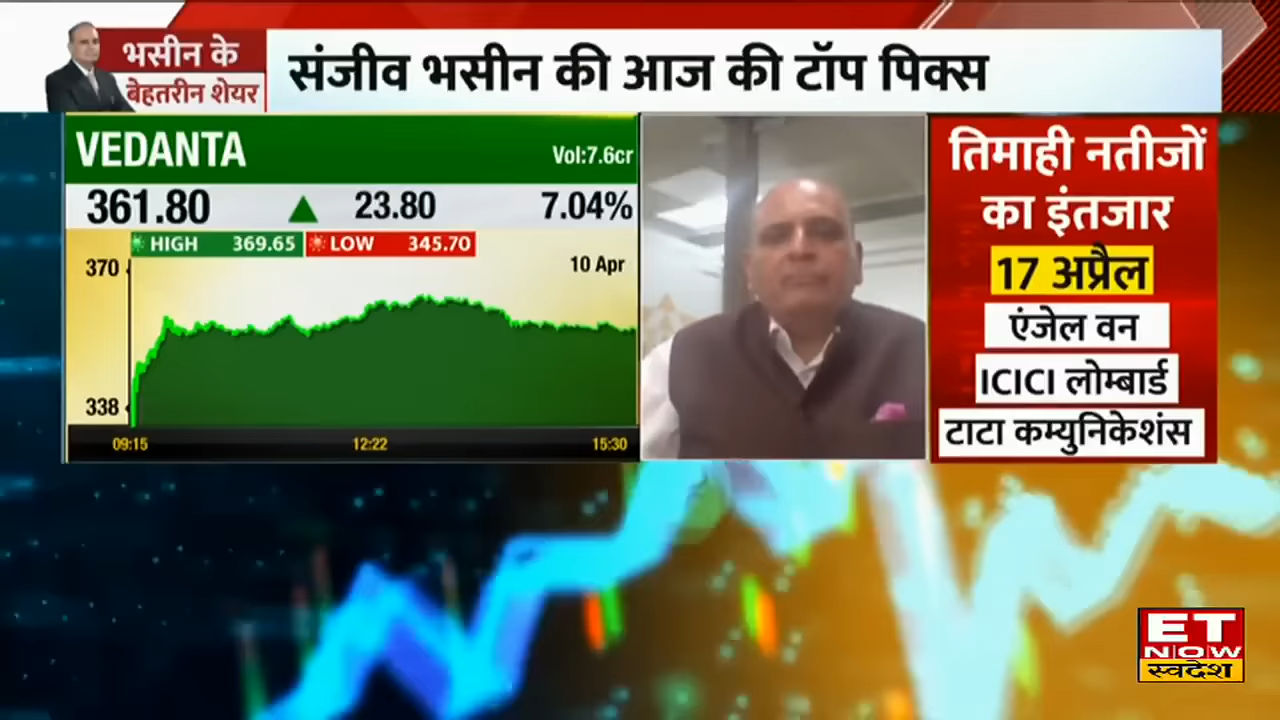 भसीन के
बेहतरीन शेयर
संजीव भसीन की आज की टॉप पिक्स
VEDANTA
Vol:7.6cr
361.80 23.80 7.04%
HIGH 369.65 LOW 345.70
370
10 Apr
338
09:15 12:22 15:30
तिमाही नतीजों
का इंतजार
17 अप्रैल
एंजेल वन
ICICI लोम्बार्ड
टाटा कम्युनिकेशंस
ET
NOW
स्वदेश